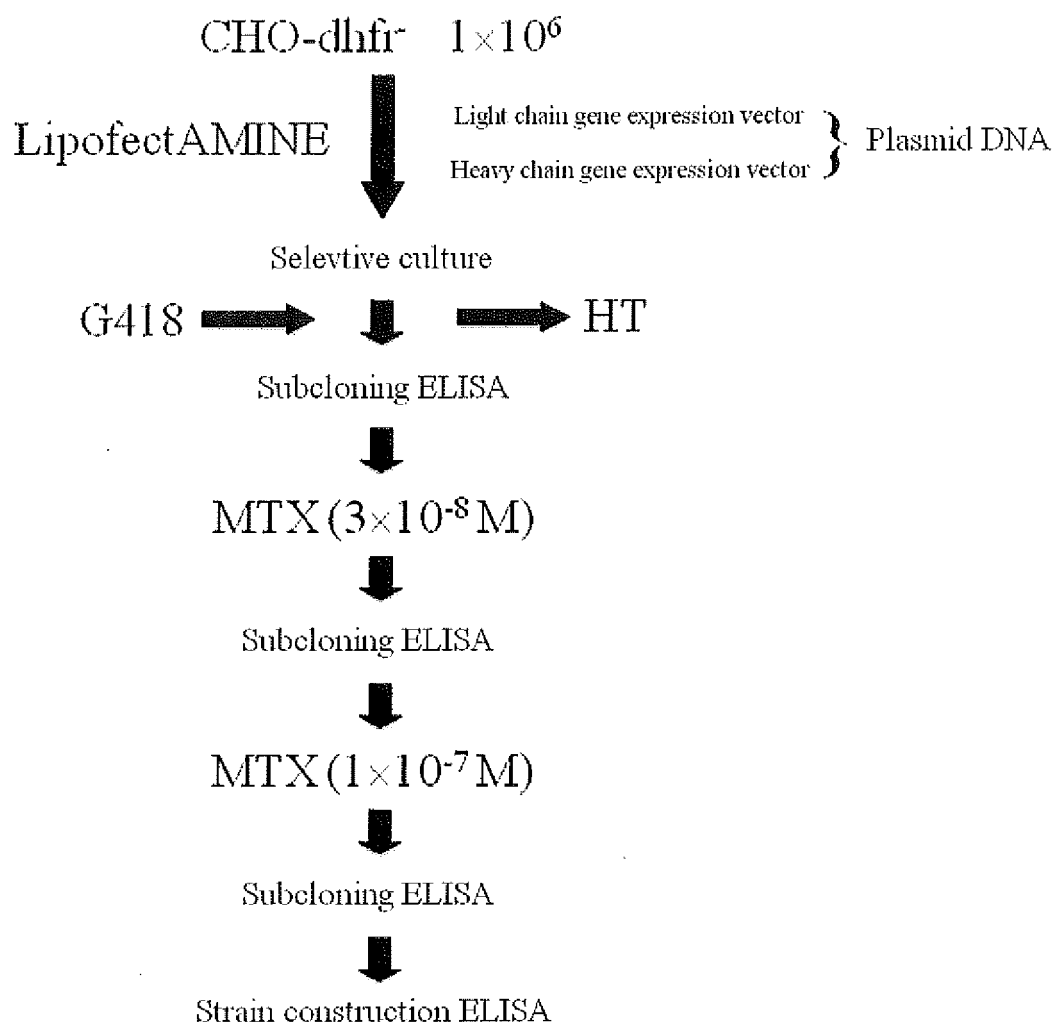 CHO-dhfr⁻ 1×10⁶
LipofectAMINE
Light chain gene expression vector
Heavy chain gene expression vector
Plasmid DNA
Selevtive culture
G418
HT
Subcloning ELISA
MTX(3×10⁻⁸M)
Subcloning ELISA
MTX(1×10⁻⁷M)
Subcloning ELISA
Strain construction ELISA